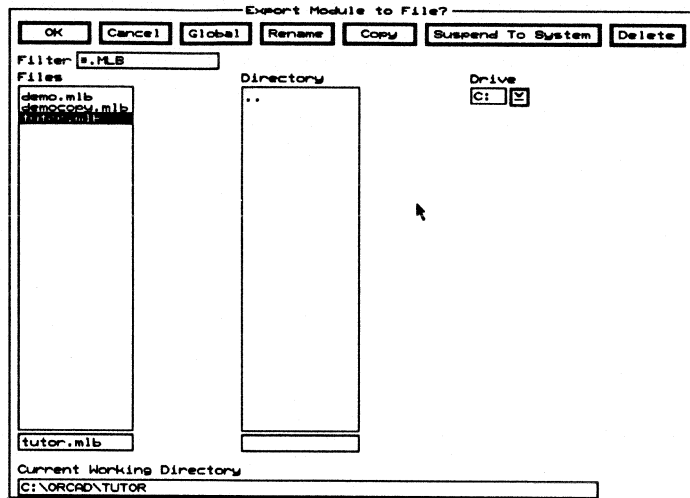 Export Module to File?
OK Cancel Global Rename Copy Suspend To System Delete
Filter *.MLB
Files Directory Drive
demo.mlb .. C:
democopy.mlb
tutor.mlb
tutor.mlb
Current Working Directory
C:\ORCAD\TUTOR